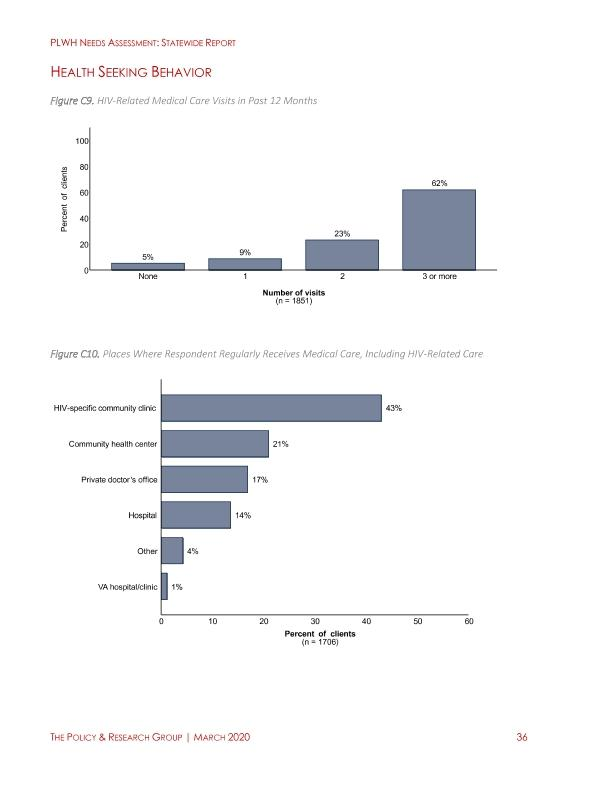 PLWH NEEDS ASSESSMENT: STATEWIDE REPORT
HEALTH SEEKING BEHAVIOR
Figure C9. HIV-Related Medical Care Visits in Past 12 Months
Percent of clients
100
80
60
40
20
0
5%
9%
23%
62%
None
1
2
3 or more
Number of visits
(n = 1851)
Figure C10. Places Where Respondent Regularly Receives Medical Care, Including HIV-Related Care
HIV-specific community clinic 43%
Community health center 21%
Private doctor's office 17%
Hospital 14%
Other 4%
VA hospital/clinic 1%
0 10 20 30 40 50 60
Percent of clients
(n = 1706)
THE POLICY & RESEARCH GROUP | MARCH 2020 36